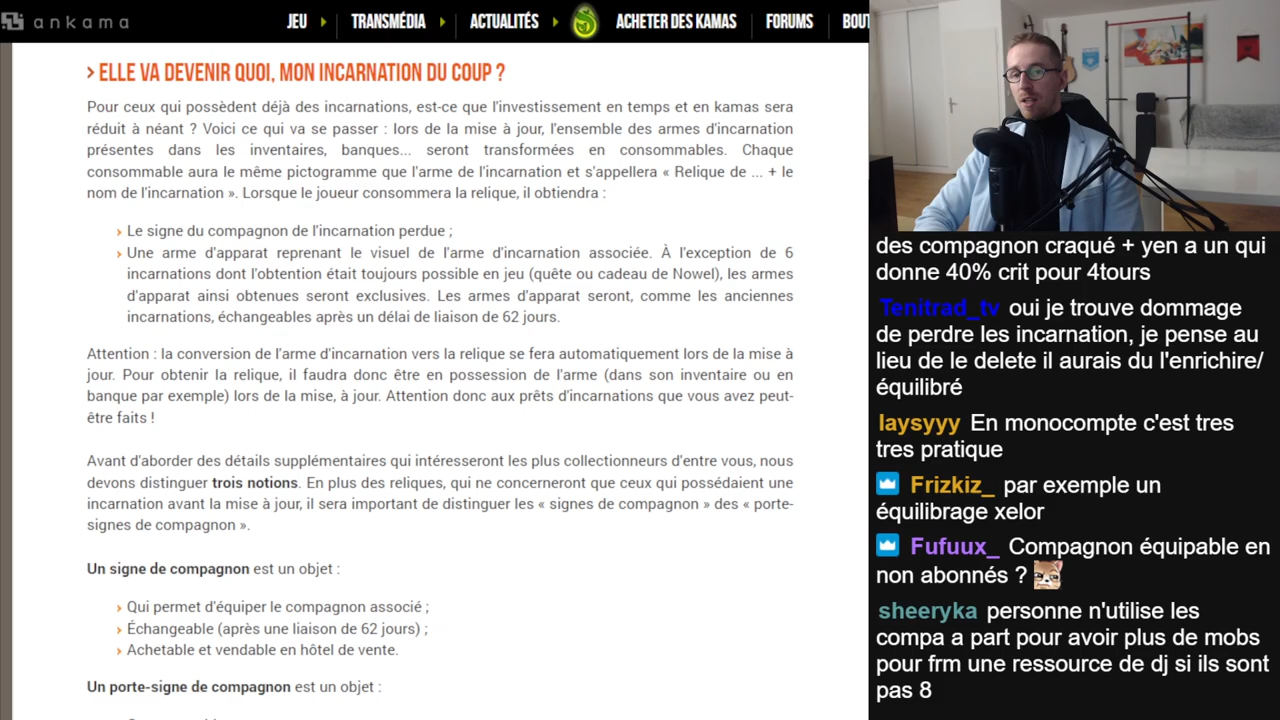 ankama
JEU
TRANSMÉDIA
ACTUALITÉS
ACHETER DES KAMAS
FORUMS
BOUT
> ELLE VA DEVENIR QUOI, MON INCARNATION DU COUP ?
Pour ceux qui possèdent déjà des incarnations, est-ce que l'investissement en temps et en kamas sera
réduit à néant ? Voici ce qui va se passer : lors de la mise à jour, l'ensemble des armes d'incarnation
présentes dans les inventaires, banques... seront transformées en consommables. Chaque
consommable aura le même pictogramme que l'arme de l'incarnation et s'appellera « Relique de ... + le
nom de l'incarnation ». Lorsque le joueur consommera la relique, il obtiendra :
› Le signe du compagnon de l'incarnation perdue ;
› Une arme d'apparat reprenant le visuel de l'arme d'incarnation associée. À l'exception de 6
incarnations dont l'obtention était toujours possible en jeu (quête ou cadeau de Nowel), les armes
d'apparat ainsi obtenues seront exclusives. Les armes d'apparat seront, comme les anciennes
incarnations, échangeables après un délai de liaison de 62 jours.
Attention : la conversion de l'arme d'incarnation vers la relique se fera automatiquement lors de la mise à
jour. Pour obtenir la relique, il faudra donc être en possession de l'arme (dans son inventaire ou en
banque par exemple) lors de la mise, à jour. Attention donc aux prêts d'incarnations que vous avez peut-
être faits !
Avant d'aborder des détails supplémentaires qui intéresseront les plus collectionneurs d'entre vous, nous
devons distinguer trois notions. En plus des reliques, qui ne concerneront que ceux qui possédaient une
incarnation avant la mise à jour, il sera important de distinguer les « signes de compagnon » des « porte-
signes de compagnon ».
Un signe de compagnon est un objet :
› Qui permet d'équiper le compagnon associé ;
› Échangeable (après une liaison de 62 jours) ;
› Achetable et vendable en hôtel de vente.
Un porte-signe de compagnon est un objet :
des compagnon craqué + yen a un qui
donne 40% crit pour 4tours
Tenitrad_tv oui je trouve dommage
de perdre les incarnation, je pense au
lieu de le delete il aurais du l'enrichire/
équilibré
laysyyy En monocompte c'est tres
tres pratique
Frizkiz_ par exemple un
équilibrage xelor
Fufuux_ Compagnon équipable en
non abonnés ?
sheeryka personne n'utilise les
compa a part pour avoir plus de mobs
pour frm une ressource de dj si ils sont
pas 8